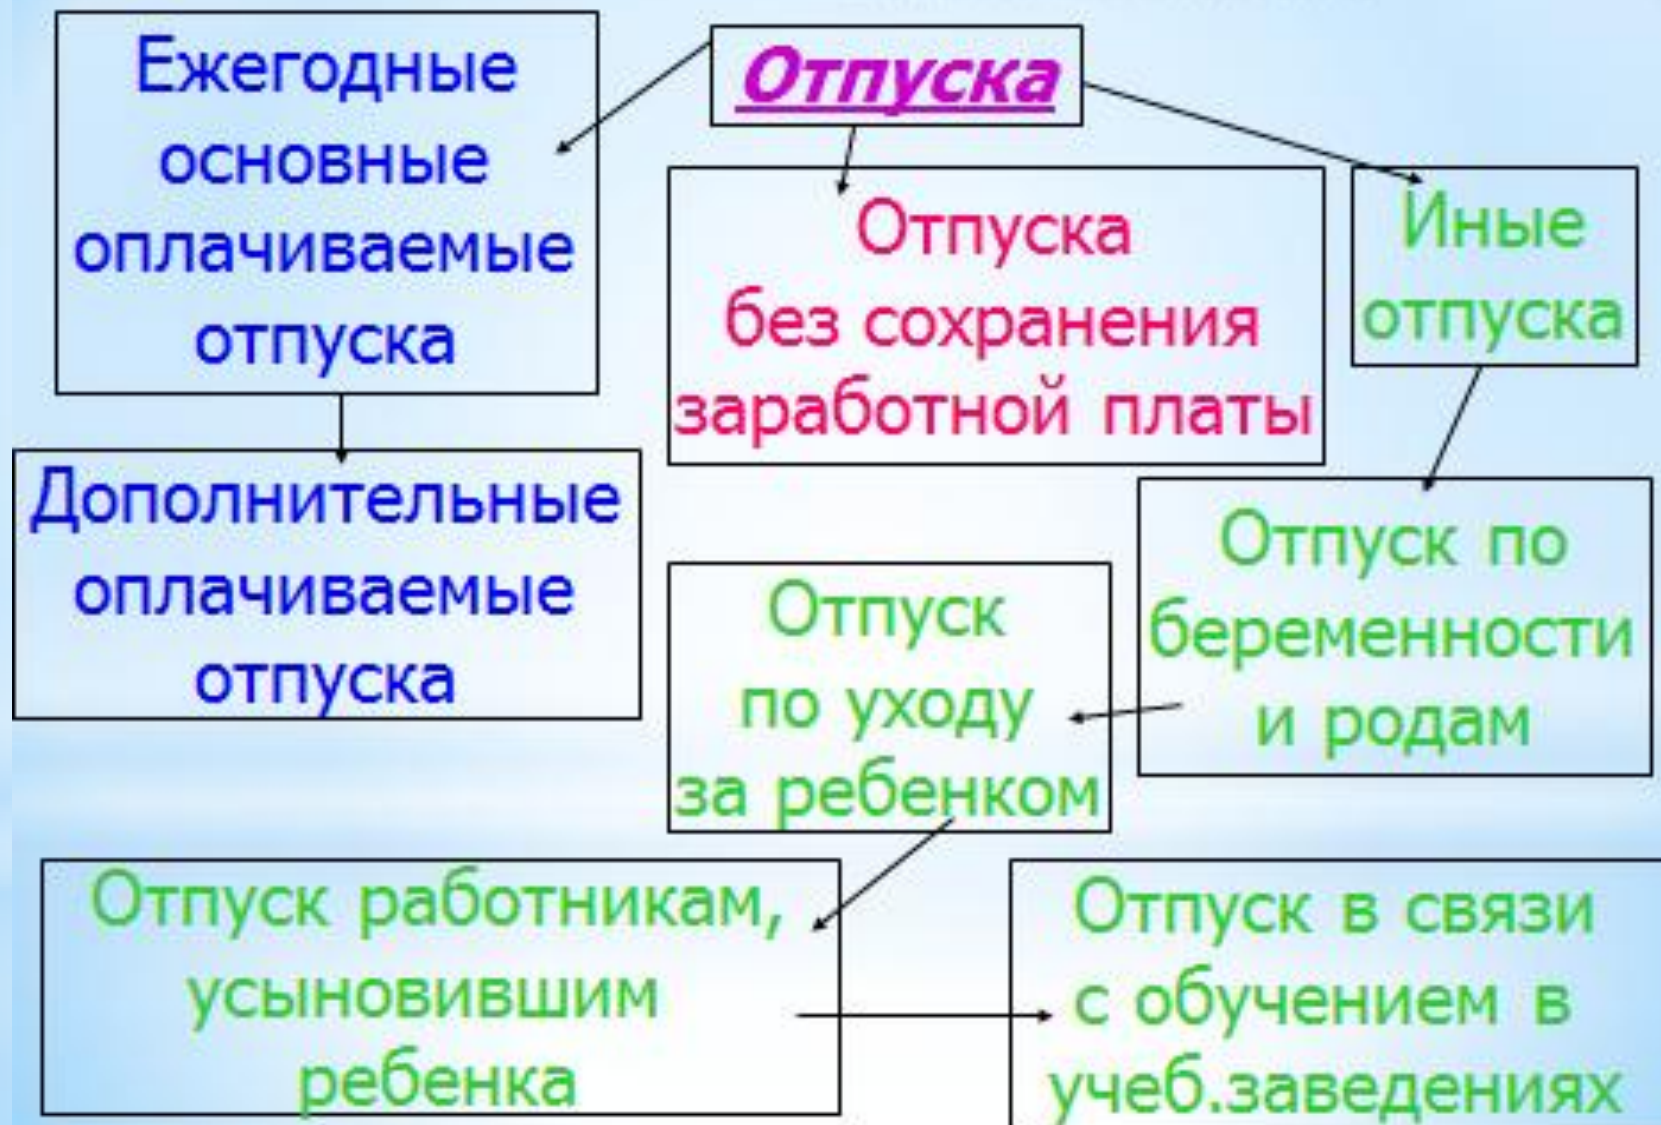 Отпуска
Ежегодные
основные
оплачиваемые
отпуска
Дополнительные
оплачиваемые
отпуска
Отпуска
без сохранения
заработной платы
Иные
отпуска
Отпуск по
беременности
и родам
Отпуск
по уходу
за ребенком
Отпуск работникам,
усыновившим
ребенка
Отпуск в связи
с обучением в
учеб.заведениях